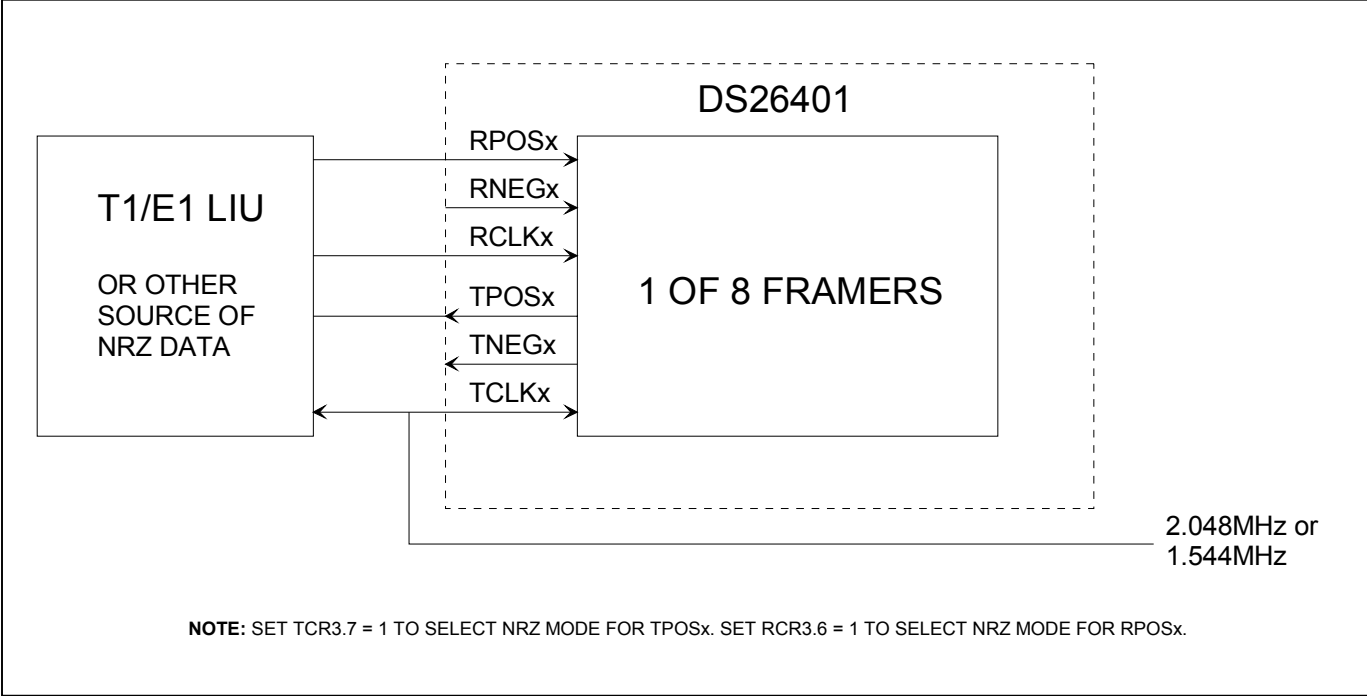 DS26401
T1/E1 LIU
OR OTHER
SOURCE OF
NRZ DATA
RPOSx
RNEGx
RCLKx
TPOSx
TNEGx
TCLKx
1 OF 8 FRAMERS
2.048MHz or
1.544MHz
NOTE: SET TCR3.7 = 1 TO SELECT NRZ MODE FOR TPOSx. SET RCR3.6 = 1 TO SELECT NRZ MODE FOR RPOSx.